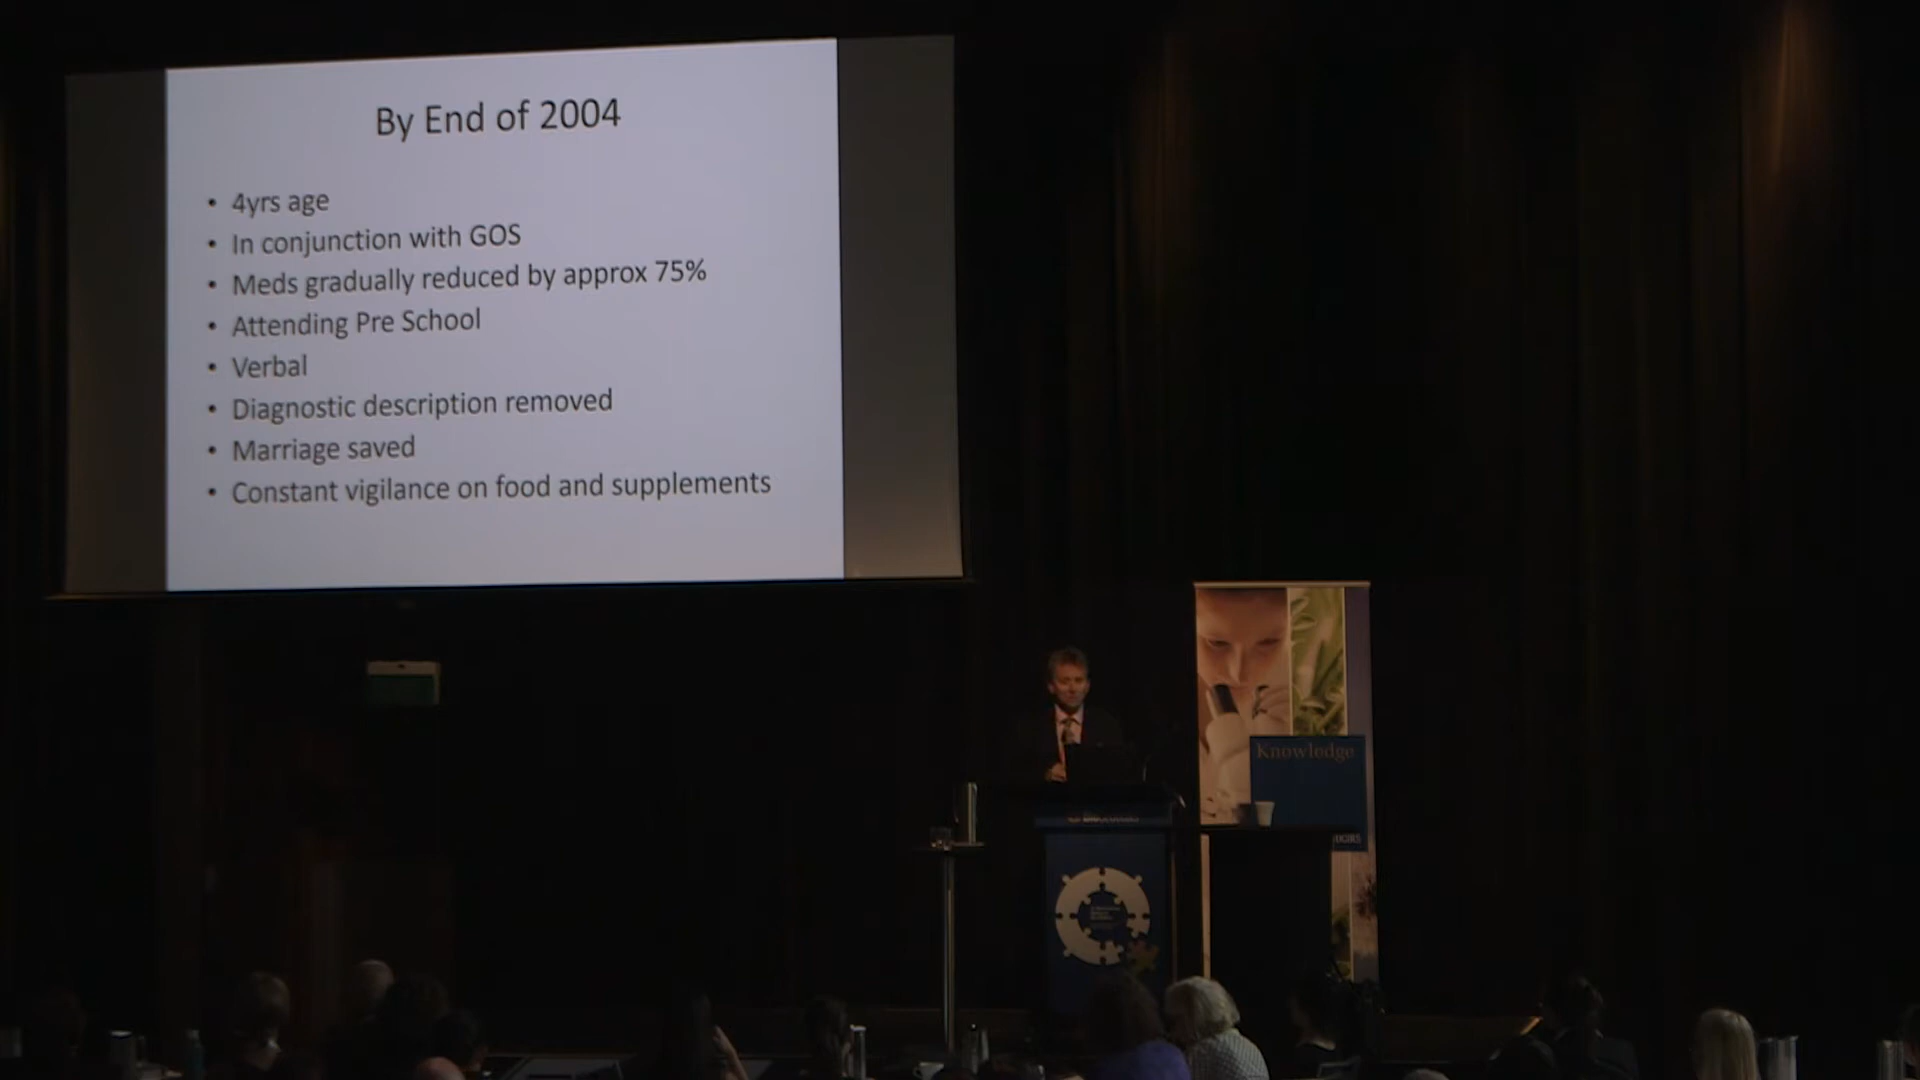 By End of 2004
• 4yrs age
• In conjunction with GOS
• Meds gradually reduced by approx 75%
• Attending Pre School
• Verbal
• Diagnostic description removed
• Marriage saved
• Constant vigilance on food and supplements
Knowledge